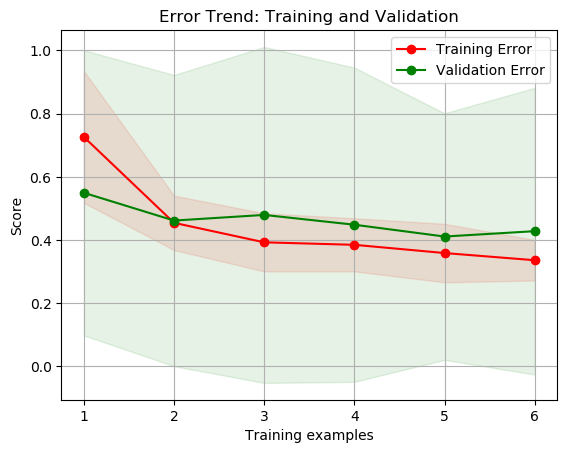 Error Trend: Training and Validation
Training Error
Validation Error
Score
1.0
0.8
0.6
0.4
0.2
0.0
1 2 3 4 5 6
Training examples